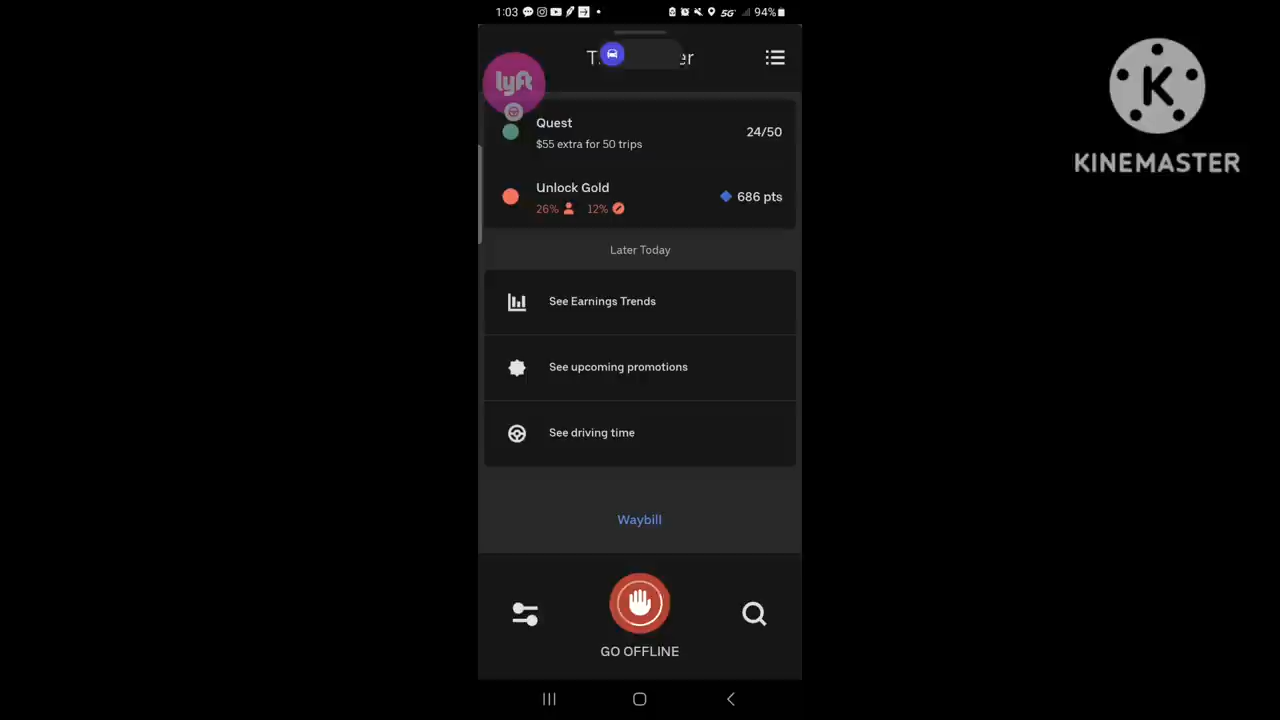 1:03
5G
94%
lyft
Quest
$55 extra for 50 trips
24/50
Unlock Gold
26%
12%
686 pts
Later Today
See Earnings Trends
See upcoming promotions
See driving time
Waybill
GO OFFLINE
K
KINEMASTER